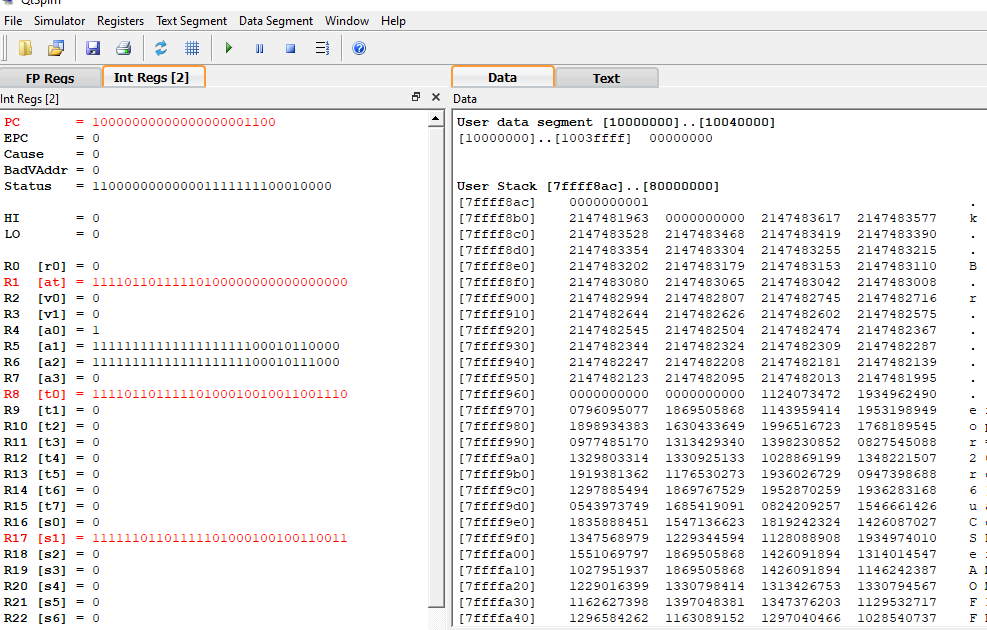 QtSpim
File Simulator Registers Text Segment Data Segment Window Help
FP Regs Int Regs [2] Data Text
Int Regs [2] Data
PC = 10000000000000000001100
EPC = 0
Cause = 0
BadVAddr = 0
Status = 110000000000001111111100010000
HI = 0
LO = 0
R0 [r0] = 0
R1 [at] = 11110110111110100000000000000000
R2 [v0] = 0
R3 [v1] = 0
R4 [a0] = 1
R5 [a1] = 1111111111111111111100010110000
R6 [a2] = 1111111111111111111100010111000
R7 [a3] = 0
R8 [t0] = 11110110111110100010010011001110
R9 [t1] = 0
R10 [t2] = 0
R11 [t3] = 0
R12 [t4] = 0
R13 [t5] = 0
R14 [t6] = 0
R15 [t7] = 0
R16 [s0] = 0
R17 [s1] = 11111101101111101000100100110011
R18 [s2] = 0
R19 [s3] = 0
R20 [s4] = 0
R21 [s5] = 0
R22 [s6] = 0
User data segment [10000000]..[10040000]
[10000000]..[1003ffff] 00000000
User Stack [7ffff8ac]..[80000000]
[7ffff8ac] 0000000001 .
[7ffff8b0] 2147481963 0000000000 2147483617 2147483577 k
[7ffff8c0] 2147483528 2147483468 2147483419 2147483390 .
[7ffff8d0] 2147483354 2147483304 2147483255 2147483215 .
[7ffff8e0] 2147483202 2147483179 2147483153 2147483110 B
[7ffff8f0] 2147483080 2147483065 2147483042 2147483008 .
[7ffff900] 2147482994 2147482807 2147482745 2147482716 r
[7ffff910] 2147482644 2147482626 2147482602 2147482575 .
[7ffff920] 2147482545 2147482504 2147482474 2147482367 .
[7ffff930] 2147482344 2147482324 2147482309 2147482287 .
[7ffff940] 2147482247 2147482208 2147482181 2147482139 .
[7ffff950] 2147482123 2147482095 2147482013 2147481995 .
[7ffff960] 0000000000 0000000000 1124073472 1934962490 .
[7ffff970] 0796095077 1869505868 1143959414 1953198949 e
[7ffff980] 1898934383 1630433649 1996516723 1768189545 o p
[7ffff990] 0977485170 1313429340 1398230852 0827545088 r
[7ffff9a0] 1329803314 1330925133 1028869199 1348221507 2
[7ffff9b0] 1919381362 1176530273 1936026729 0947398688 r
[7ffff9c0] 1297885494 1869767529 1952870259 1936283168 6
[7ffff9d0] 0543973749 1685419091 0824209257 1546661426 u
[7ffff9e0] 1835888451 1547136623 1819242324 1426087027 C
[7ffff9f0] 1347568979 1229344594 1128088908 1934974010 S
[7ffffa00] 1551069797 1869505868 1426091894 1314014547 e
[7ffffa10] 1027951937 1869505868 1426091894 1146242387 A
[7ffffa20] 1229016399 1330798414 1313426753 1330794567 O
[7ffffa30] 1162627398 1397048381 1347376203 1129532717 F
[7ffffa40] 1296584262 1163089152 1297040466 1028540737 F